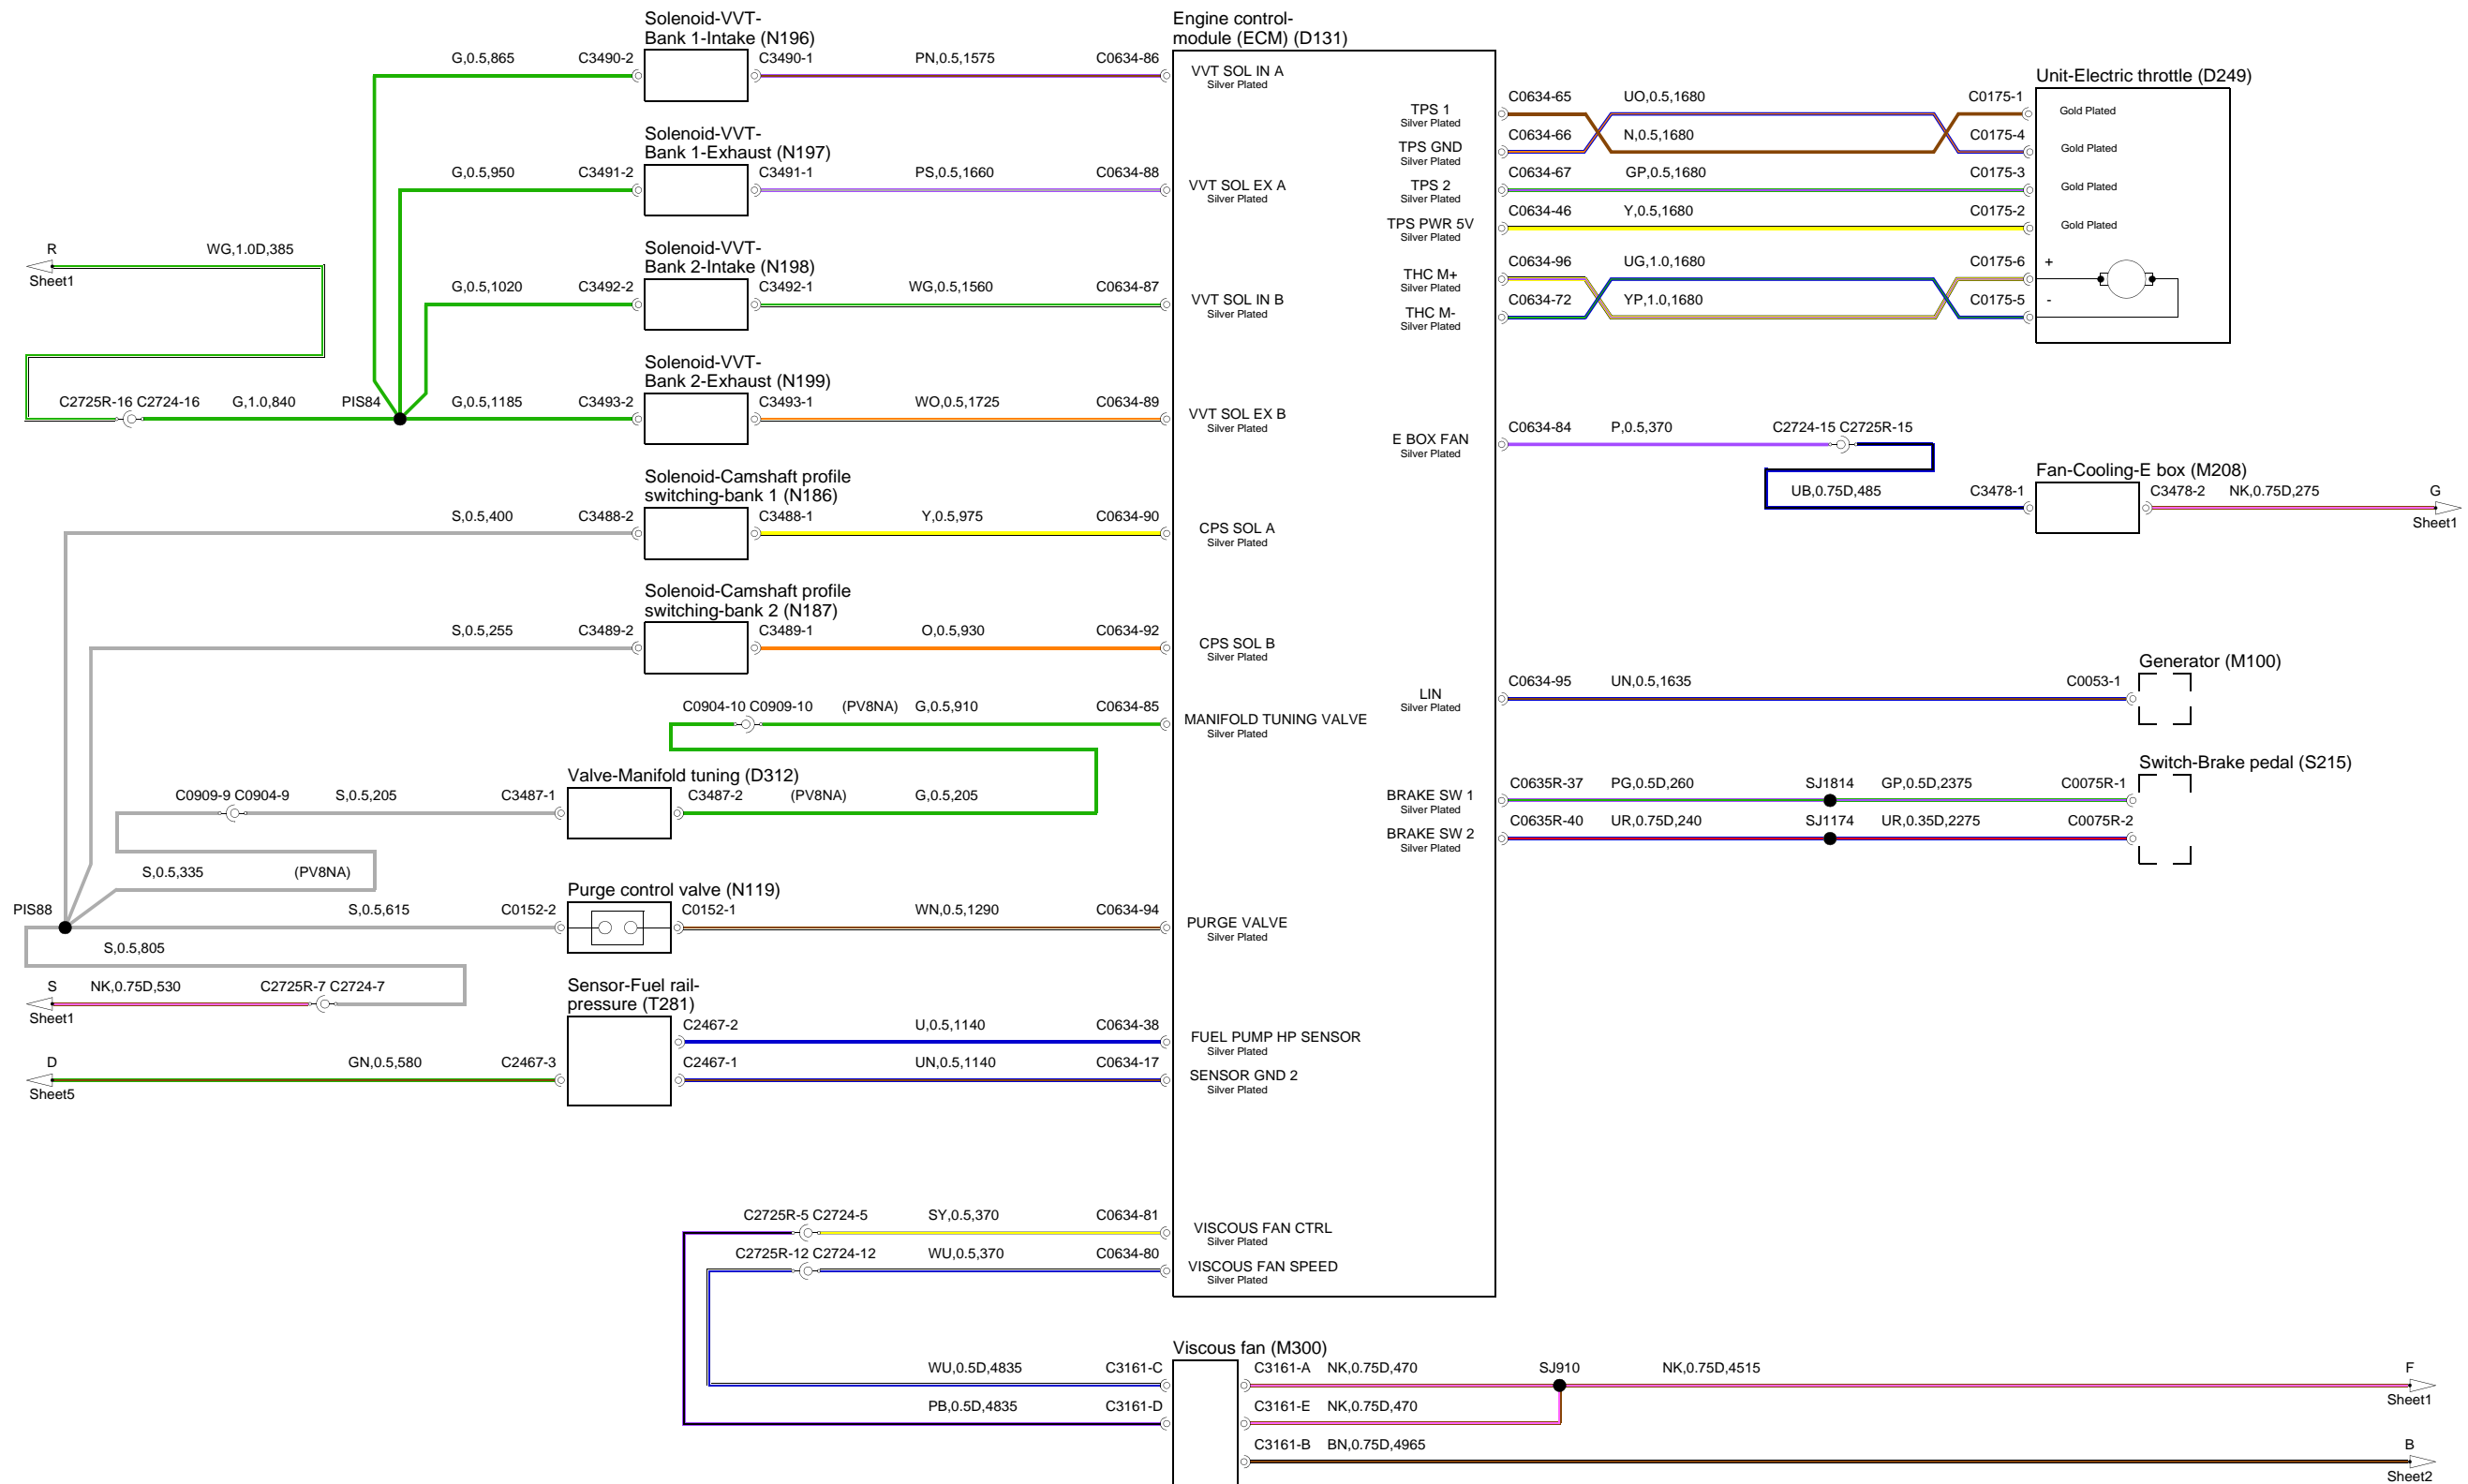 Solenoid-VVT-
Bank 1-Intake (N196)
G,0.5,865
C3490-2
C3490-1
PN,0.5,1575
C0634-86
Solenoid-VVT-
Bank 1-Exhaust (N197)
G,0.5,950
C3491-2
C3491-1
PS,0.5,1660
C0634-88
R
WG,1.0D,385
Sheet1
Solenoid-VVT-
Bank 2-Intake (N198)
G,0.5,1020
C3492-2
C3492-1
WG,0.5,1560
C0634-87
Solenoid-VVT-
Bank 2-Exhaust (N199)
C2725R-16 C2724-16
G,1.0,840
PIS84
G,0.5,1185
C3493-2
C3493-1
WO,0.5,1725
C0634-89
Solenoid-Camshaft profile
switching-bank 1 (N186)
S,0.5,400
C3488-2
C3488-1
Y,0.5,975
C0634-90
Solenoid-Camshaft profile
switching-bank 2 (N187)
S,0.5,255
C3489-2
C3489-1
O,0.5,930
C0634-92
C0904-10 C0909-10
(PV8NA)
G,0.5,910
C0634-85
Valve-Manifold tuning (D312)
C0909-9 C0904-9
S,0.5,205
C3487-1
C3487-2
(PV8NA)
G,0.5,205
S,0.5,335
(PV8NA)
Purge control valve (N119)
PIS88
S,0.5,615
C0152-2
C0152-1
WN,0.5,1290
C0634-94
S,0.5,805
S
NK,0.75D,530
C2725R-7 C2724-7
Sheet1
Sensor-Fuel rail-
pressure (T281)
C2467-2
U,0.5,1140
C0634-38
D
GN,0.5,580
C2467-3
C2467-1
UN,0.5,1140
C0634-17
Sheet5
C2725R-5 C2724-5
SY,0.5,370
C0634-81
C2725R-12 C2724-12
WU,0.5,370
C0634-80
Engine control-
module (ECM) (D131)
VVT SOL IN A
Silver Plated
VVT SOL EX A
Silver Plated
VVT SOL IN B
Silver Plated
VVT SOL EX B
Silver Plated
CPS SOL A
Silver Plated
CPS SOL B
Silver Plated
MANIFOLD TUNING VALVE
Silver Plated
PURGE VALVE
Silver Plated
FUEL PUMP HP SENSOR
Silver Plated
SENSOR GND 2
Silver Plated
VISCOUS FAN CTRL
Silver Plated
VISCOUS FAN SPEED
Silver Plated
TPS 1
Silver Plated
TPS GND
Silver Plated
TPS 2
Silver Plated
TPS PWR 5V
Silver Plated
THC M+
Silver Plated
THC M-
Silver Plated
E BOX FAN
Silver Plated
LIN
Silver Plated
BRAKE SW 1
Silver Plated
BRAKE SW 2
Silver Plated
Unit-Electric throttle (D249)
C0634-65
UO,0.5,1680
C0175-1
Gold Plated
C0634-66
N,0.5,1680
C0175-4
Gold Plated
C0634-67
GP,0.5,1680
C0175-3
Gold Plated
C0634-46
Y,0.5,1680
C0175-2
Gold Plated
C0634-96
UG,1.0,1680
C0175-6
+
C0634-72
YP,1.0,1680
C0175-5
-
C0634-84
P,0.5,370
C2724-15 C2725R-15
Fan-Cooling-E box (M208)
UB,0.75D,485
C3478-1
C3478-2
NK,0.75D,275
G
Sheet1
Generator (M100)
C0634-95
UN,0.5,1635
C0053-1
Switch-Brake pedal (S215)
C0635R-37
PG,0.5D,260
SJ1814
GP,0.5D,2375
C0075R-1
C0635R-40
UR,0.75D,240
SJ1174
UR,0.35D,2275
C0075R-2
Viscous fan (M300)
WU,0.5D,4835
C3161-C
C3161-A
NK,0.75D,470
SJ910
NK,0.75D,4515
F
Sheet1
PB,0.5D,4835
C3161-D
C3161-E
NK,0.75D,470
C3161-B
BN,0.75D,4965
B
Sheet2